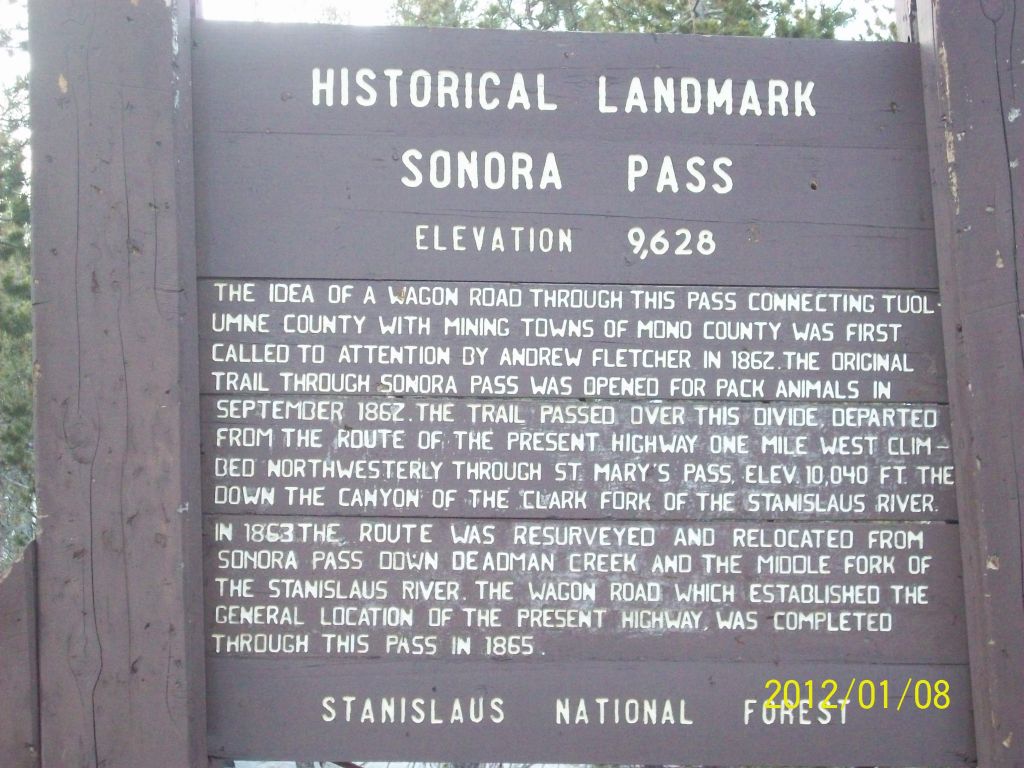 HISTORICAL LANDMARK
SONORA PASS
ELEVATION 9,628
THE IDEA OF A WAGON ROAD THROUGH THIS PASS CONNECTING TUOL-
UMNE COUNTY WITH MINING TOWNS OF MONO COUNTY WAS FIRST
CALLED TO ATTENTION BY ANDREW FLETCHER IN 1862. THE ORIGINAL
TRAIL THROUGH SONORA PASS WAS OPENED FOR PACK ANIMALS IN
SEPTEMBER 1862. THE TRAIL PASSED OVER THIS DIVIDE, DEPARTED
FROM THE ROUTE OF THE PRESENT HIGHWAY ONE MILE WEST CLIM-
BED NORTHWESTERLY THROUGH ST. MARY'S PASS, ELEV. 10,040 FT. THE
DOWN THE CANYON OF THE CLARK FORK OF THE STANISLAUS RIVER.
IN 1863 THE ROUTE WAS RESURVEYED AND RELOCATED FROM
SONORA PASS DOWN DEADMAN CREEK AND THE MIDDLE FORK OF
THE STANISLAUS RIVER. THE WAGON ROAD WHICH ESTABLISHED THE
GENERAL LOCATION OF THE PRESENT HIGHWAY, WAS COMPLETED
THROUGH THIS PASS IN 1865.
STANISLAUS NATIONAL FOREST
2012/01/08